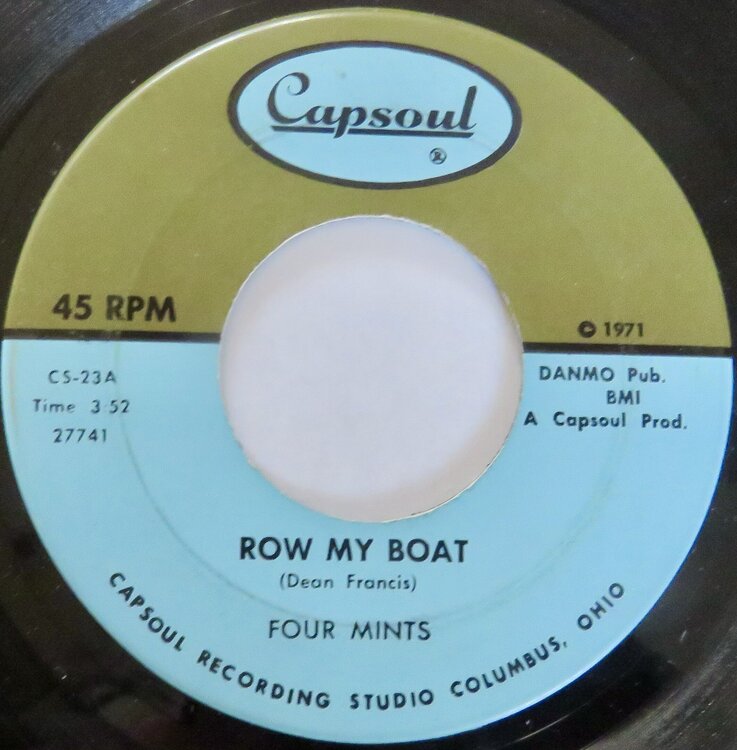 Capsoul
®
45 RPM
© 1971
CS-23A
Time 3:52
27741
DANMO Pub.
BMI
A Capsoul Prod.
ROW MY BOAT
(Dean Francis)
FOUR MINTS
CAPSOUL RECORDING STUDIO COLUMBUS, OHIO